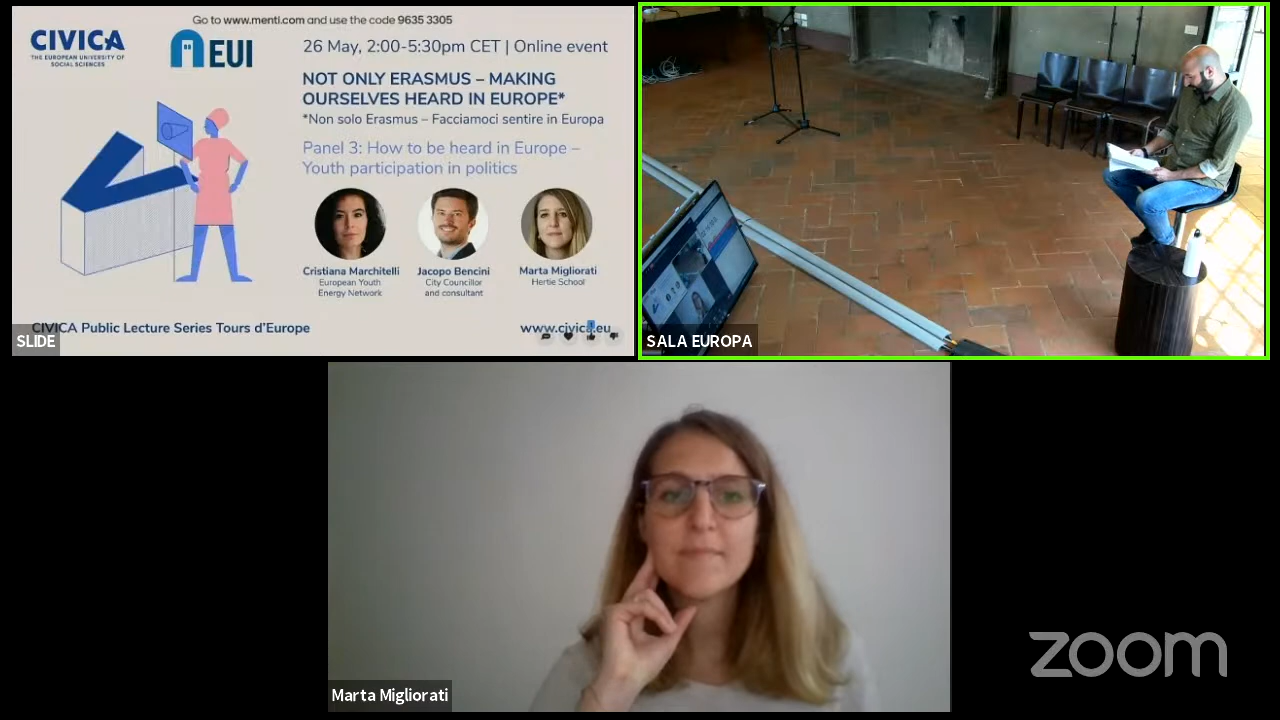 Go to www.menti.com and use the code 9635 3305
CIVICA
THE EUROPEAN UNIVERSITY OF
SOCIAL SCIENCES
EUI
26 May, 2:00-5:30pm CET | Online event
NOT ONLY ERASMUS – MAKING
OURSELVES HEARD IN EUROPE*
*Non solo Erasmus – Facciamoci sentire in Europa
Panel 3: How to be heard in Europe –
Youth participation in politics
Cristiana Marchitelli
European Youth
Energy Network
Jacopo Bencini
City Councillor
and consultant
Marta Migliorati
Hertie School
CIVICA Public Lecture Series Tours d'Europe
www.civica.eu
SLIDE
SALA EUROPA
Marta Migliorati
zoom